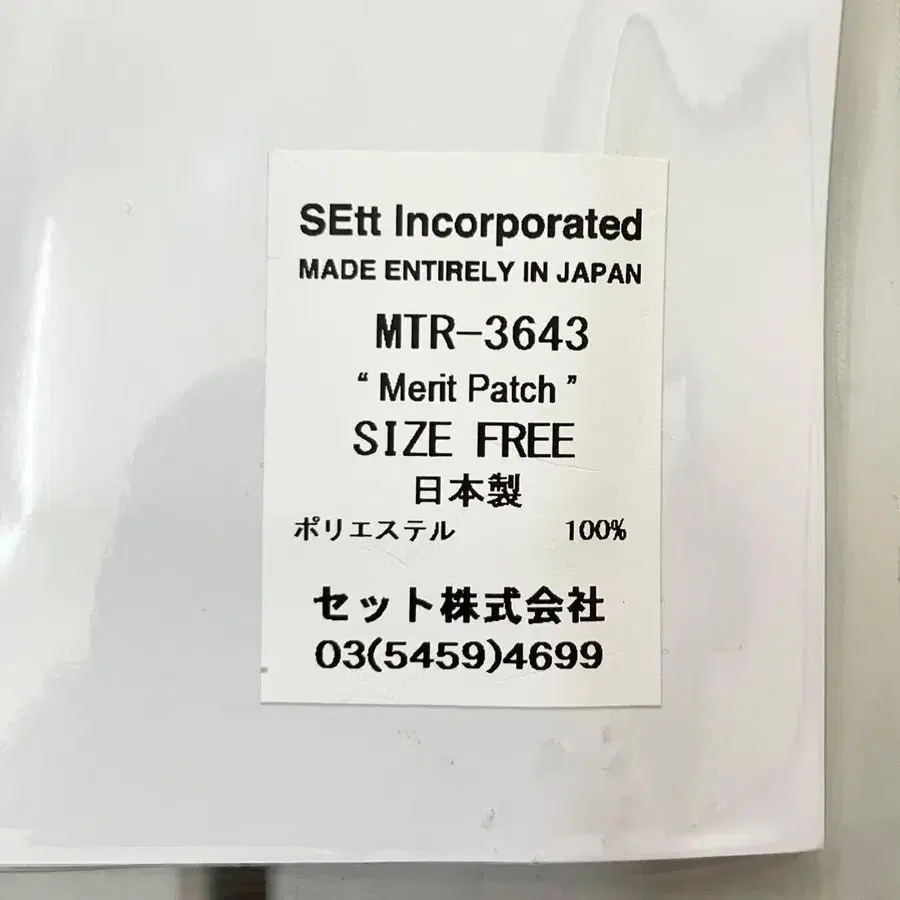 SEtt Incorporated
MADE ENTIRELY IN JAPAN
MTR-3643
“ Merit Patch ”
SIZE FREE
日本製
ポリエステル 100%
セット株式会社
03(5459)4699